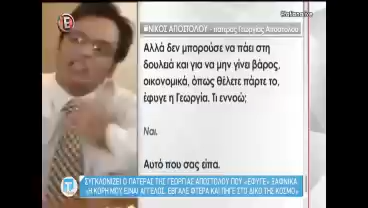 @ofanatve
ΝΙΚΟΣ ΑΠΟΣΤΟΛΟΥ - πατέρας Γεωργίας Αποστόλου
Αλλά δεν μπορούσε να πάει στη
δουλειά και για να μην γίνει βάρος,
οικονομικά, όπως θέλετε πάρτε το,
έφυγε η Γεωργία. Τι εννοώ;
Ναι.
Αυτό που σας είπα.
ΣΥΓΚΛΟΝΙΖΕΙ Ο ΠΑΤΕΡΑΣ ΤΗΣ ΓΕΩΡΓΙΑΣ ΑΠΟΣΤΟΛΟΥ ΠΟΥ «ΕΦΥΓΕ» ΞΑΦΝΙΚΑ
«Η ΚΟΡΗ ΜΟΥ ΕΙΝΑΙ ΑΓΓΕΛΟΣ, ΕΒΓΑΛΕ ΦΤΕΡΑ ΚΑΙ ΠΗΓΕ ΣΤΟ ΔΙΚΟ ΤΗΣ ΚΟΣΜΟ»